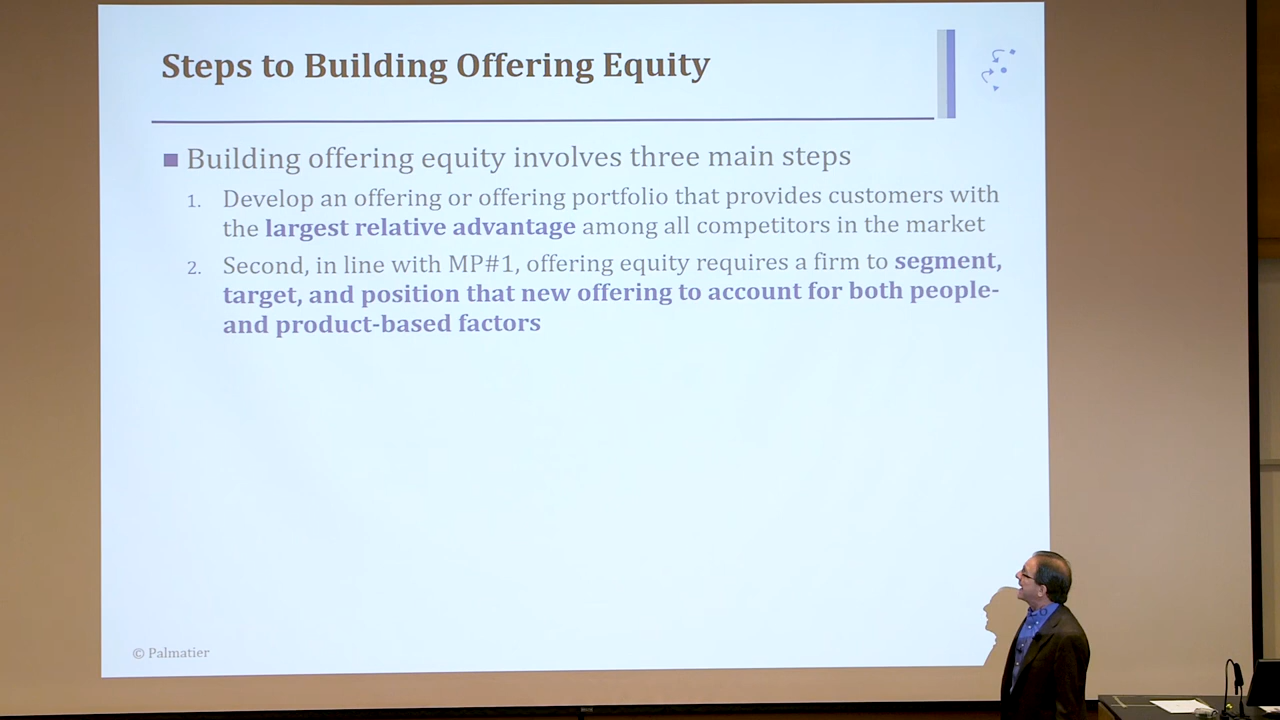 Steps to Building Offering Equity
Building offering equity involves three main steps
1. Develop an offering or offering portfolio that provides customers with
the largest relative advantage among all competitors in the market
2. Second, in line with MP#1, offering equity requires a firm to segment,
target, and position that new offering to account for both people-
and product-based factors
© Palmatier